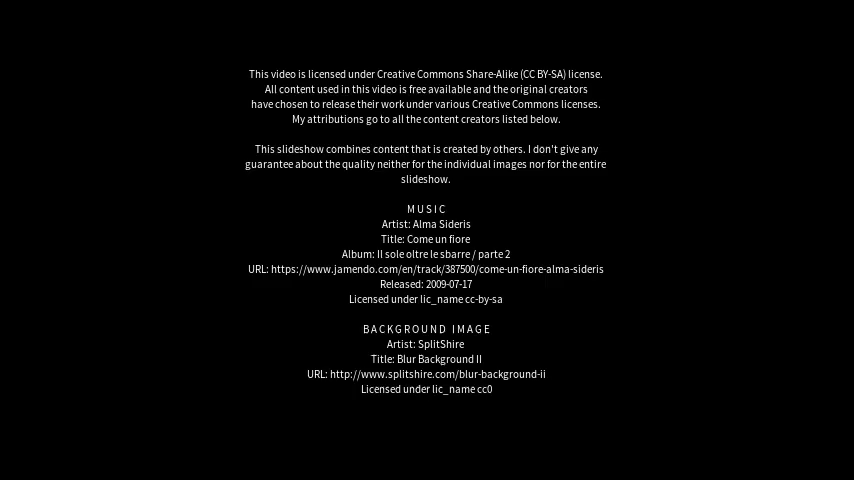 This video is licensed under Creative Commons Share-Alike (CC BY-SA) license.
All content used in this video is free available and the original creators
have chosen to release their work under various Creative Commons licenses.
My attributions go to all the content creators listed below.
This slideshow combines content that is created by others. I don't give any
guarantee about the quality neither for the individual images nor for the entire
slideshow.
MUSIC
Artist: Alma Sideris
Title: Come un fiore
Album: Il sole oltre le sbarre / parte 2
URL: https://www.jamendo.com/en/track/387500/come-un-fiore-alma-sideris
Released: 2009-07-17
Licensed under lic_name cc-by-sa
BACKGROUND IMAGE
Artist: SplitShire
Title: Blur Background II
URL: http://www.splitshire.com/blur-background-ii
Licensed under lic_name cc0